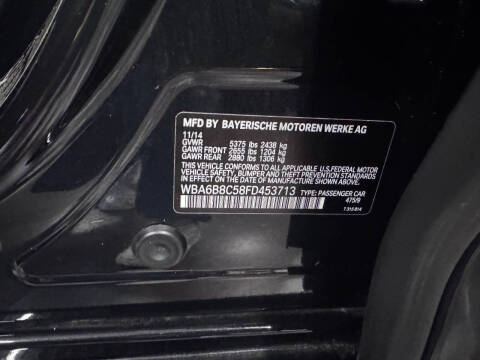 MFD BY BAYERISCHE MOTOREN WERKE AG
11/14
GVWR 5375 lbs 2438 kg
GAWR FRONT 2655 lbs 1204 kg
GAWR REAR 2880 lbs 1306 kg
THIS VEHICLE CONFORMS TO ALL APPLICABLE U.S.FEDERAL MOTOR
VEHICLE SAFETY, BUMPER, AND THEFT PREVENTION STANDARDS
IN EFFECT ON THE DATE OF MANUFACTURE SHOWN ABOVE.
WBA6B8C58FD453713 TYPE: PASSENGER CAR
475/9